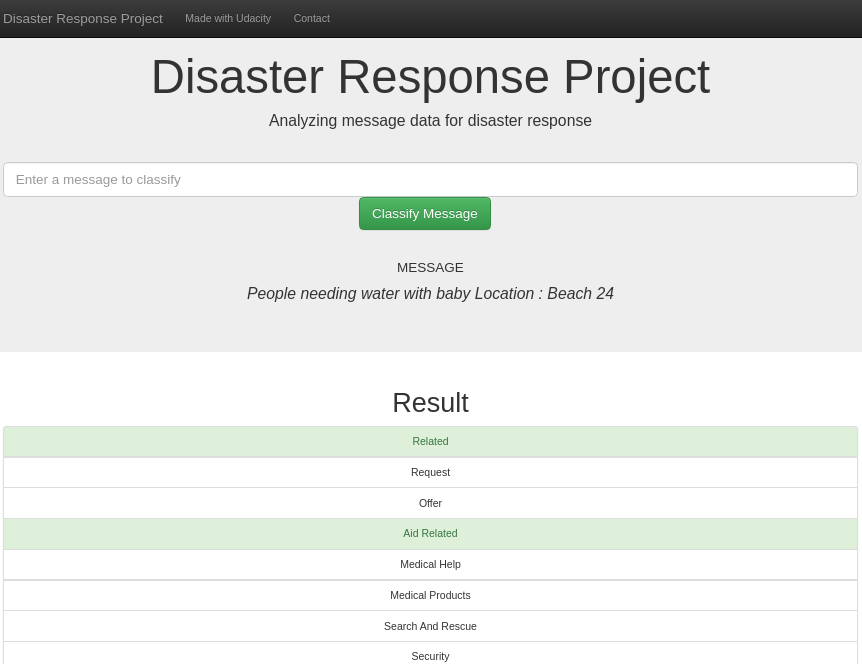 Disaster Response Project Made with Udacity Contact
Disaster Response Project
Analyzing message data for disaster response
Enter a message to classify
Classify Message
MESSAGE
People needing water with baby Location : Beach 24
Result
Related
Request
Offer
Aid Related
Medical Help
Medical Products
Search And Rescue
Security